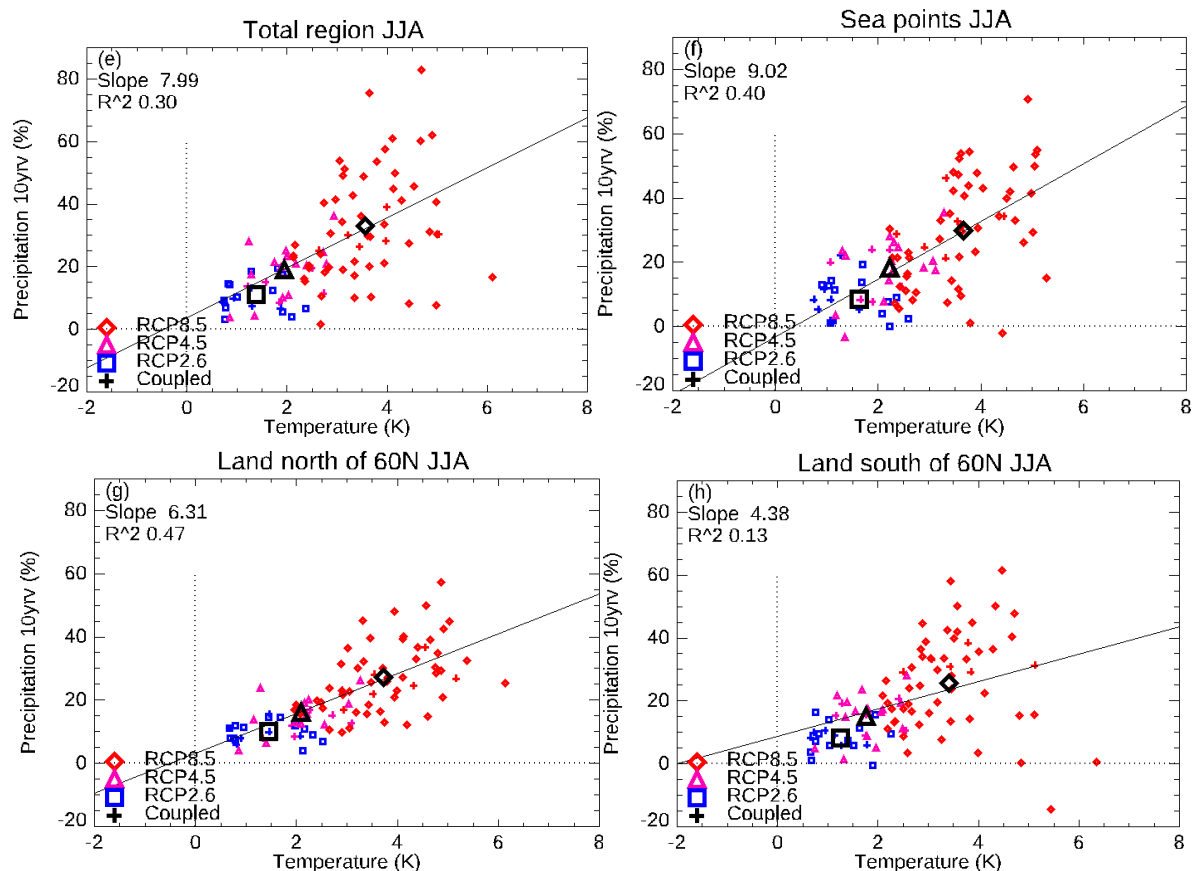 Total region JJA
(e)
Slope 7.99
R^2 0.30
Precipitation 10yrv (%)
80
60
40
20
0
-20
RCP8.5
RCP4.5
RCP2.6
Coupled
-2 0 2 4 6 8
Temperature (K)
Sea points JJA
(f)
Slope 9.02
R^2 0.40
Precipitation 10yrv (%)
80
60
40
20
0
-20
RCP8.5
RCP4.5
RCP2.6
Coupled
-2 0 2 4 6 8
Temperature (K)
Land north of 60N JJA
(g)
Slope 6.31
R^2 0.47
Precipitation 10yrv (%)
80
60
40
20
0
-20
RCP8.5
RCP4.5
RCP2.6
Coupled
-2 0 2 4 6 8
Temperature (K)
Land south of 60N JJA
(h)
Slope 4.38
R^2 0.13
Precipitation 10yrv (%)
80
60
40
20
0
-20
RCP8.5
RCP4.5
RCP2.6
Coupled
-2 0 2 4 6 8
Temperature (K)